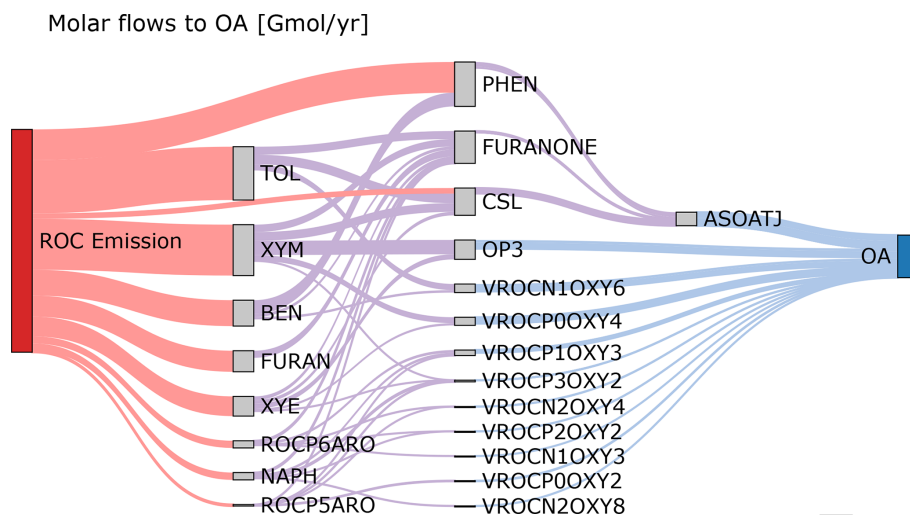 Molar flows to OA [Gmol/yr]
ROC Emission
TOL
XYM
BEN
FURAN
XYE
ROCP6ARO
NAPH
ROCP5ARO
PHEN
FURANONE
CSL
OP3
VROCN1OXY6
VROCP0OXY4
VROCP1OXY3
VROCP3OXY2
VROCN2OXY4
VROCP2OXY2
VROCN1OXY3
VROCP0OXY2
VROCN2OXY8
ASOATJ
OA